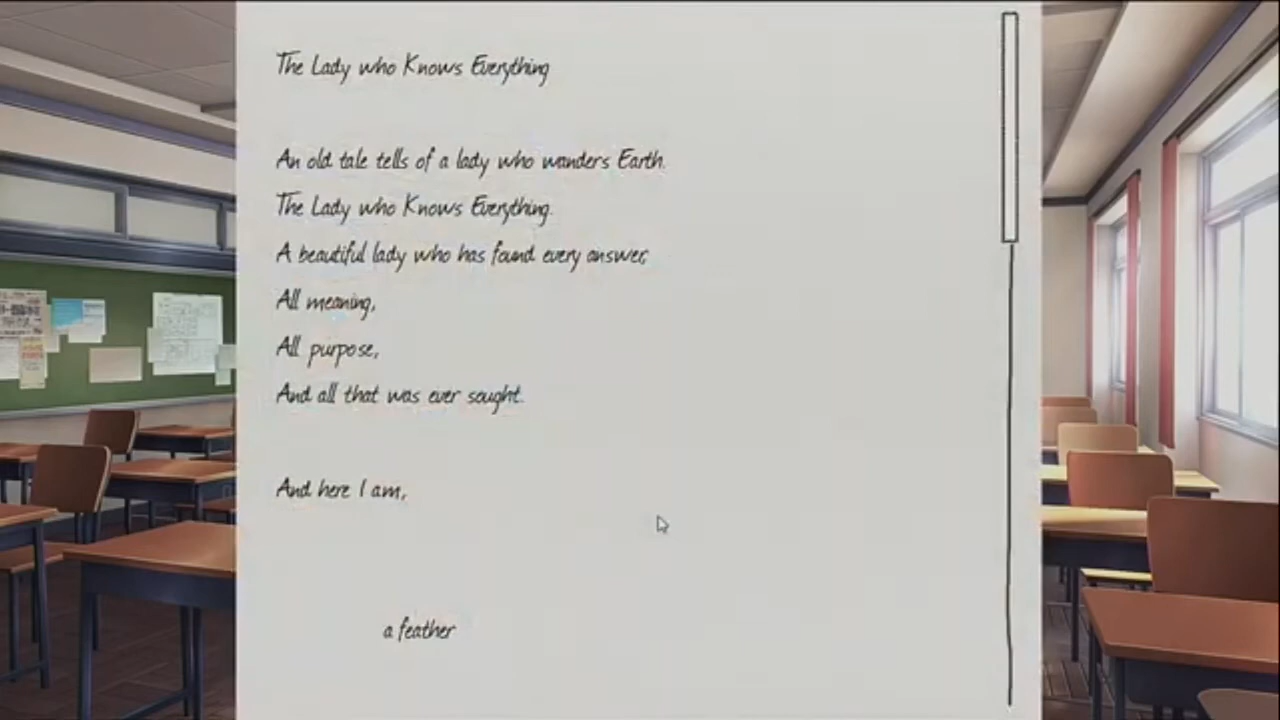 The Lady who Knows Everything
An old tale tells of a lady who wanders Earth.
The Lady who Knows Everything.
A beautiful lady who has found every answer,
All meaning,
All purpose,
And all that was ever sought.
And here I am,
a feather